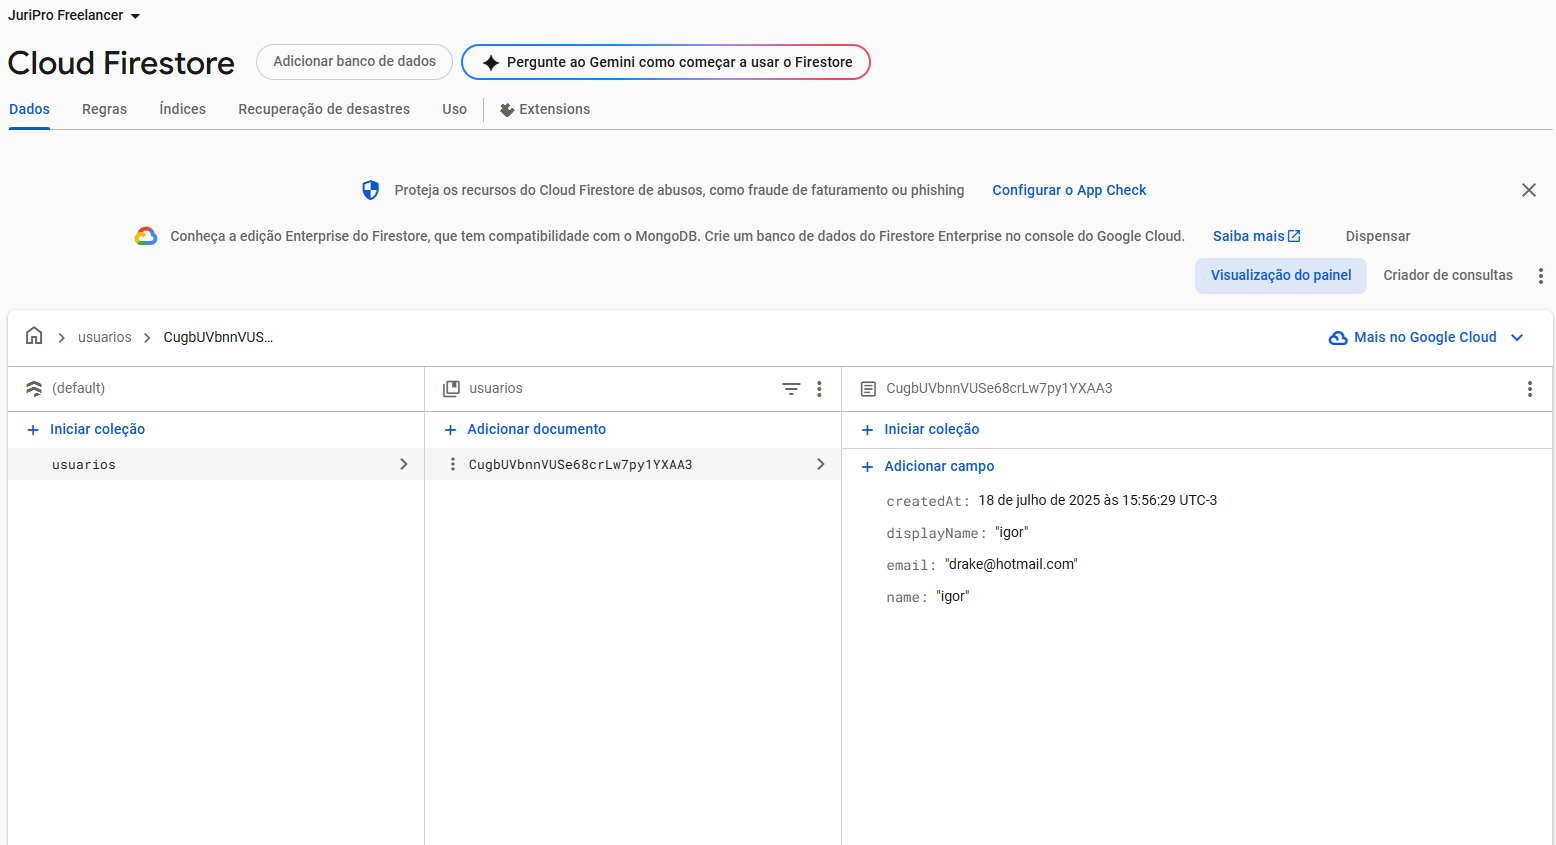 JuriPro Freelancer
Cloud Firestore
Adicionar banco de dados
Pergunte ao Gemini como começar a usar o Firestore
Dados
Regras
Índices
Recuperação de desastres
Uso
Extensions
Proteja os recursos do Cloud Firestore de abusos, como fraude de faturamento ou phishing
Configurar o App Check
Conheça a edição Enterprise do Firestore, que tem compatibilidade com o MongoDB. Crie um banco de dados do Firestore Enterprise no console do Google Cloud.
Saiba mais
Dispensar
Visualização do painel
Criador de consultas
usuarios
CugbUVbnnVUS...
Mais no Google Cloud
(default)
usuarios
CugbUVbnnVUSe68crLw7py1YXAA3
+ Iniciar coleção
+ Adicionar documento
+ Iniciar coleção
usuarios
CugbUVbnnVUSe68crLw7py1YXAA3
+ Adicionar campo
createdAt: 18 de julho de 2025 às 15:56:29 UTC-3
displayName: "igor"
email: "drake@hotmail.com"
name: "igor"